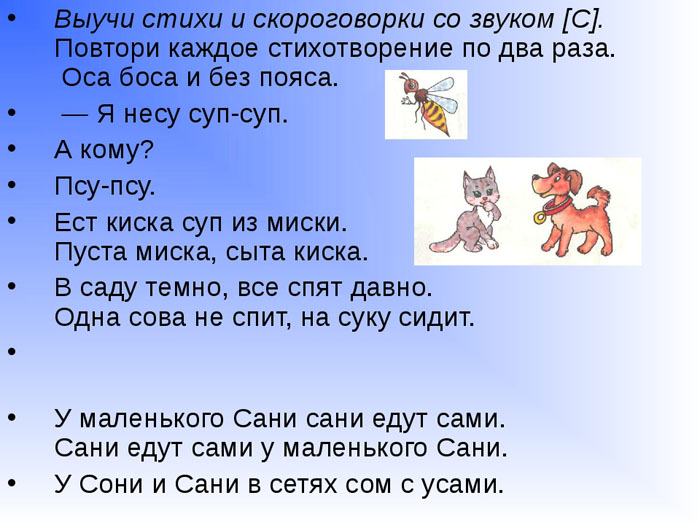 Выучи стихи и скороговорки со звуком [С].
Повтори каждое стихотворение по два раза.
Оса боса и без пояса.
— Я несу суп-суп.
А кому?
Псу-псу.
Ест киска суп из миски.
Пуста миска, сыта киска.
В саду темно, все спят давно.
Одна сова не спит, на суку сидит.
У маленького Сани сани едут сами.
Сани едут сами у маленького Сани.
У Сони и Сани в сетях сом с усами.